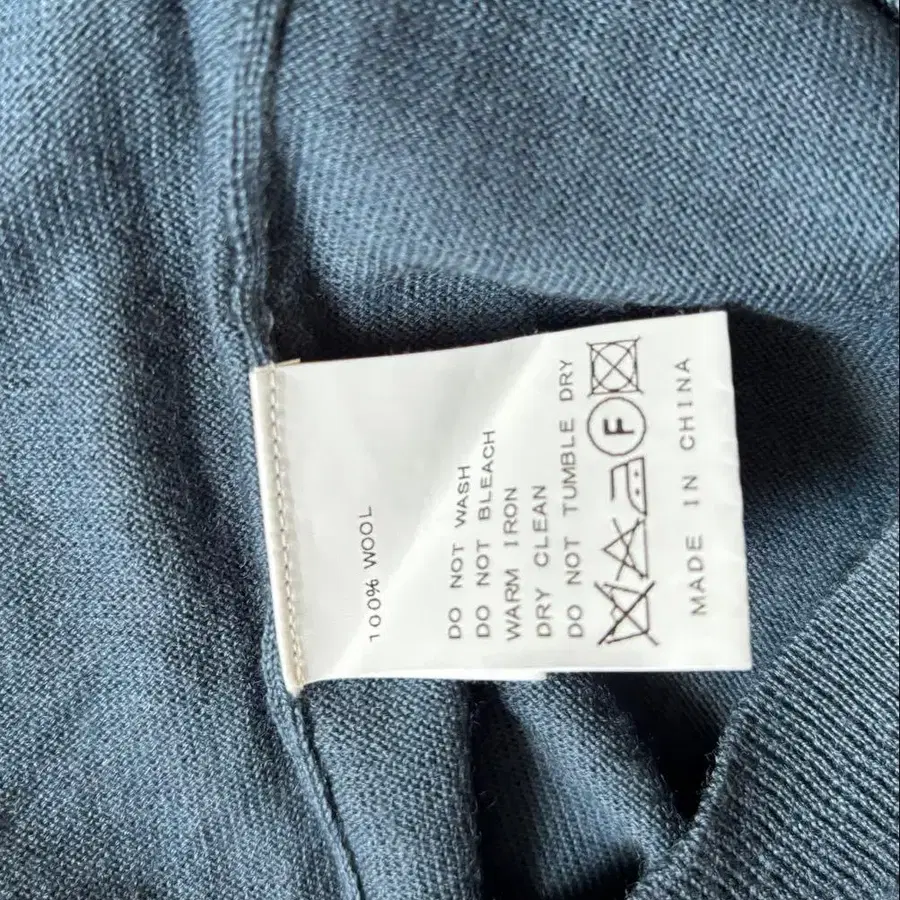 100% WOOL
DO NOT WASH
DO NOT BLEACH
WARM IRON
DRY CLEAN
DO NOT TUMBLE DRY
F
MADE IN CHINA